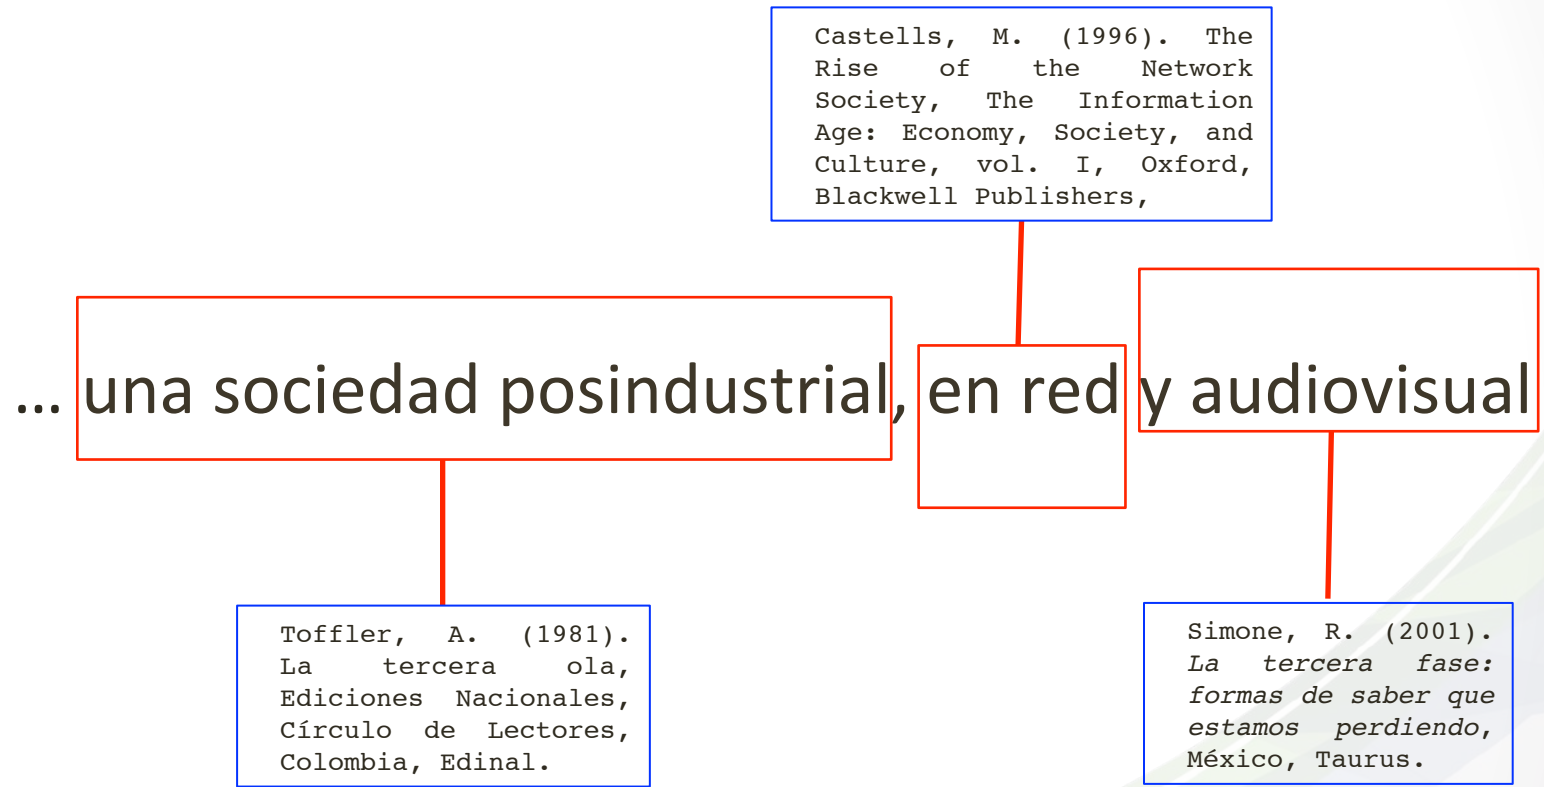 Castells, M. (1996). The
Rise of the Network
Society, The Information
Age: Economy, Society, and
Culture, vol. I, Oxford,
Blackwell Publishers,
... una sociedad posindustrial, en red y audiovisual
Toffler, A. (1981).
La tercera ola,
Ediciones Nacionales,
Círculo de Lectores,
Colombia, Edinal.
Simone, R. (2001).
La tercera fase:
formas de saber que
estamos perdiendo,
México, Taurus.